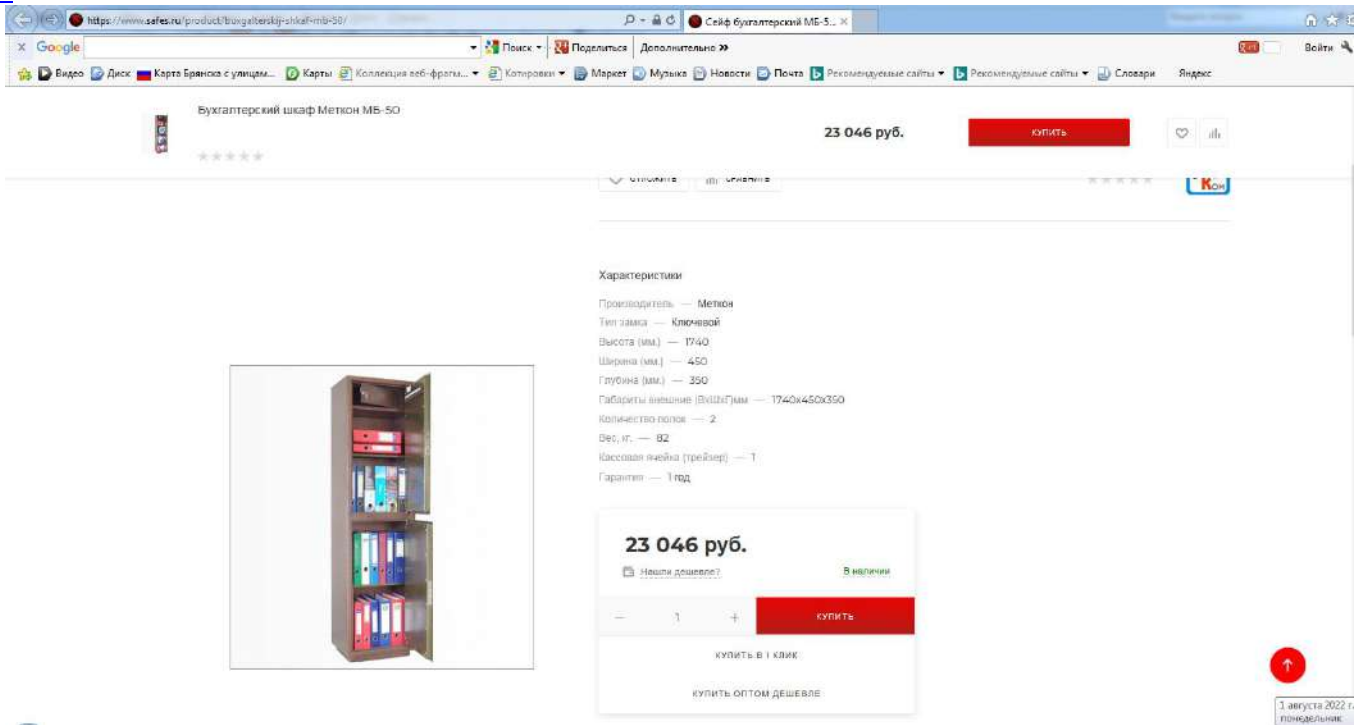 https://www.safes.ru/product/buxgalterskij-shkaf-mb-50/
Сейф бухгалтерский МБ-5...
x Google Поиск Поделиться Дополнительно » Войти
Видео Диск Карта Брянска с улицам... Карты Коллекция веб-фрагм... Котировки Маркет Музыка Новости Почта Рекомендуемые сайты Рекомендуемые сайты Словари Яндекс
Бухгалтерский шкаф Меткон МБ-50
23 046 руб.
КУПИТЬ
ОТЛОЖИТЬ СРАВНИТЬ
Кон
Характеристики
Производитель — Меткон
Тип замка — Ключевой
Высота (мм.) — 1740
Ширина (мм.) — 450
Глубина (мм.) — 350
Габариты внешние (ВхШхГ)мм — 1740x450x350
Количество полок — 2
Вес, кг. — 82
Кассовая ячейка (трейзер) — 1
Гарантия — 1 год
23 046 руб.
Нашли дешевле? В наличии
— 1 + КУПИТЬ
КУПИТЬ В 1 КЛИК
КУПИТЬ ОПТОМ ДЕШЕВЛЕ
1 августа 2022 г.
понедельник